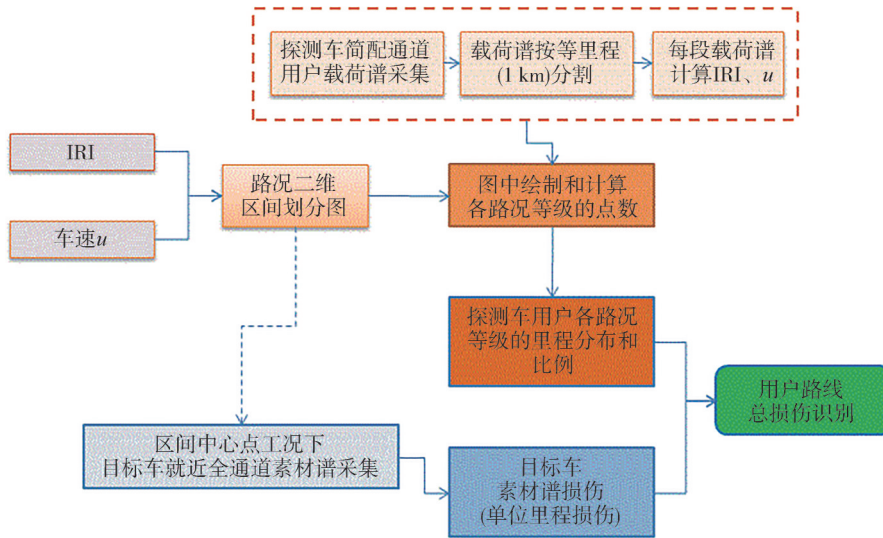 探测车简配通道
用户载荷谱采集
载荷谱按等里程
(1 km)分割
每段载荷谱
计算IRI、u
IRI
车速u
路况二维
区间划分图
图中绘制和计算
各路况等级的点数
探测车用户各路况
等级的里程分布和
比例
用户路线
总损伤识别
区间中心点工况下
目标车就近全通道素材谱采集
目标车
素材谱损伤
(单位里程损伤)